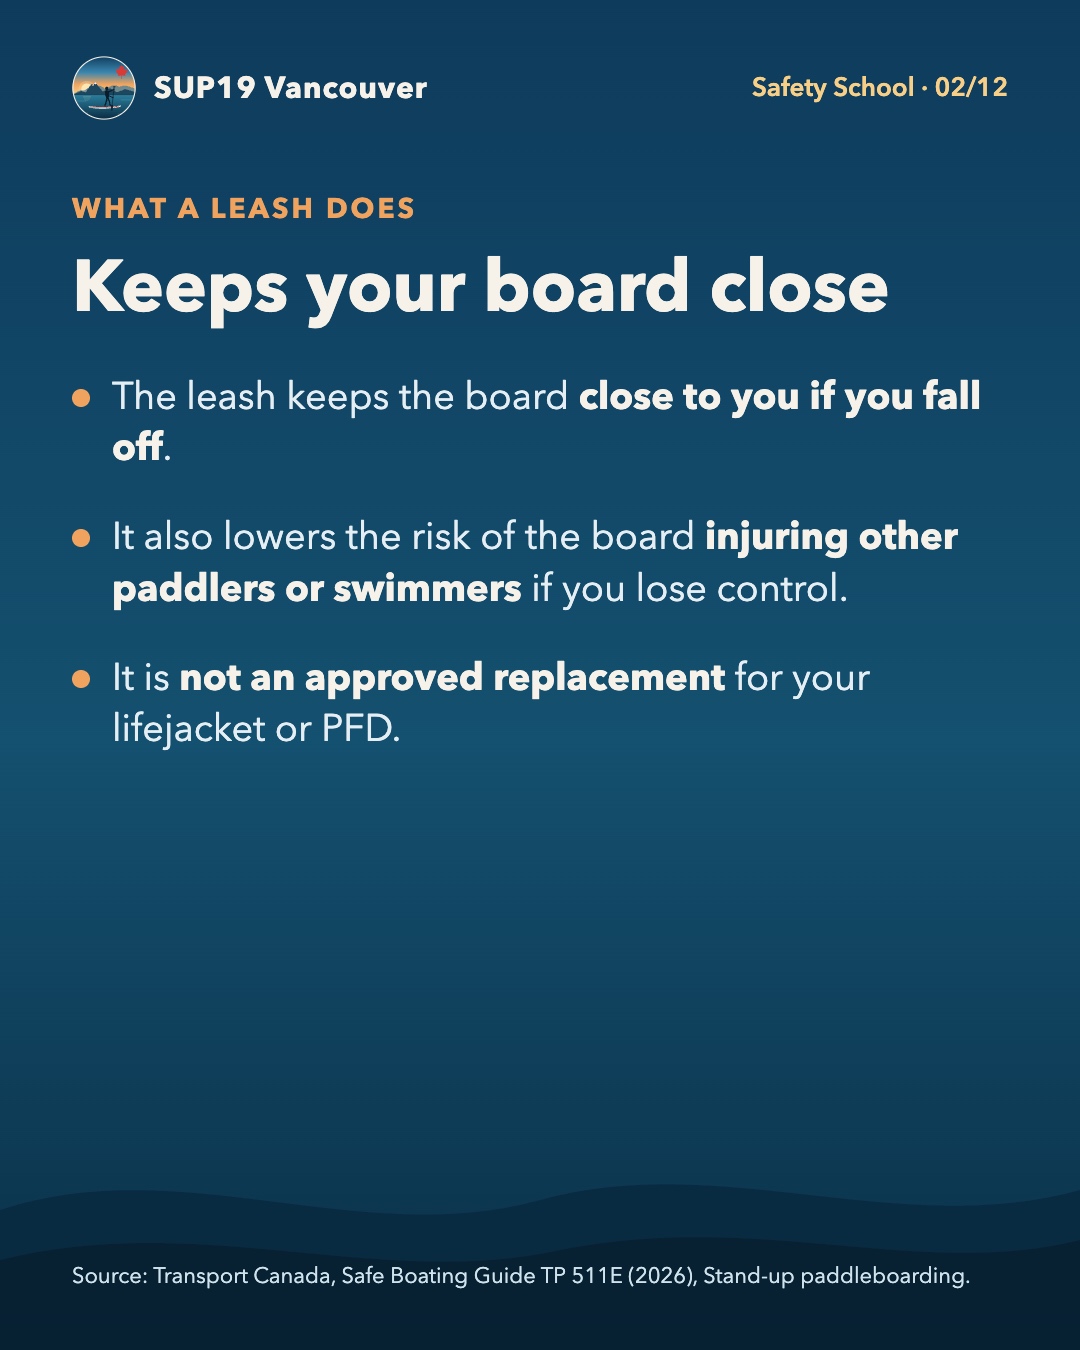 SUP19 Vancouver
Safety School · 02/12
WHAT A LEASH DOES
Keeps your board close
The leash keeps the board close to you if you fall
off.
It also lowers the risk of the board injuring other
paddlers or swimmers if you lose control.
It is not an approved replacement for your
lifejacket or PFD.
Source: Transport Canada, Safe Boating Guide TP 511E (2026), Stand-up paddleboarding.